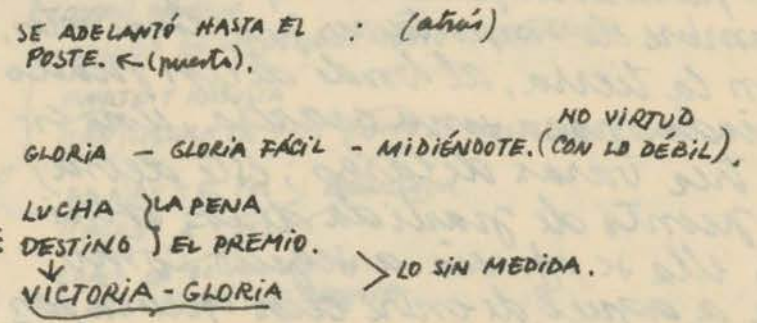 SE ADELANTÓ HASTA EL : (atrás)
POSTE. ← (puerta).
NO VIRTUD
GLORIA — GLORIA FÁCIL - MIDIÉNDOTE. (CON LO DÉBIL).
LUCHA } LA PENA
DESTINO } EL PREMIO.
↓ > LO SIN MEDIDA.
VICTORIA - GLORIA